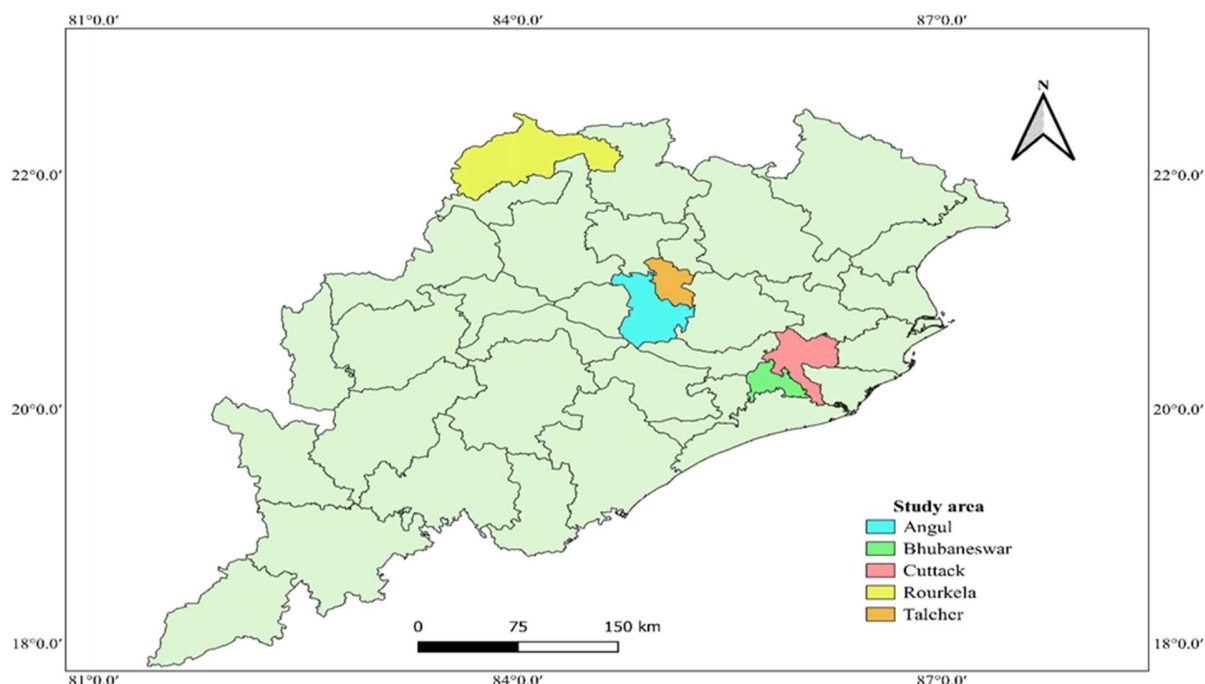 81°0.0′ 84°0.0′ 87°0.0′
N
22°0.0′ 22°0.0′
20°0.0′ 20°0.0′
Study area
Angul
Bhubaneswar
Cuttack
Rourkela
Talcher
0 75 150 km
18°0.0′ 18°0.0′
81°0.0′ 84°0.0′ 87°0.0′